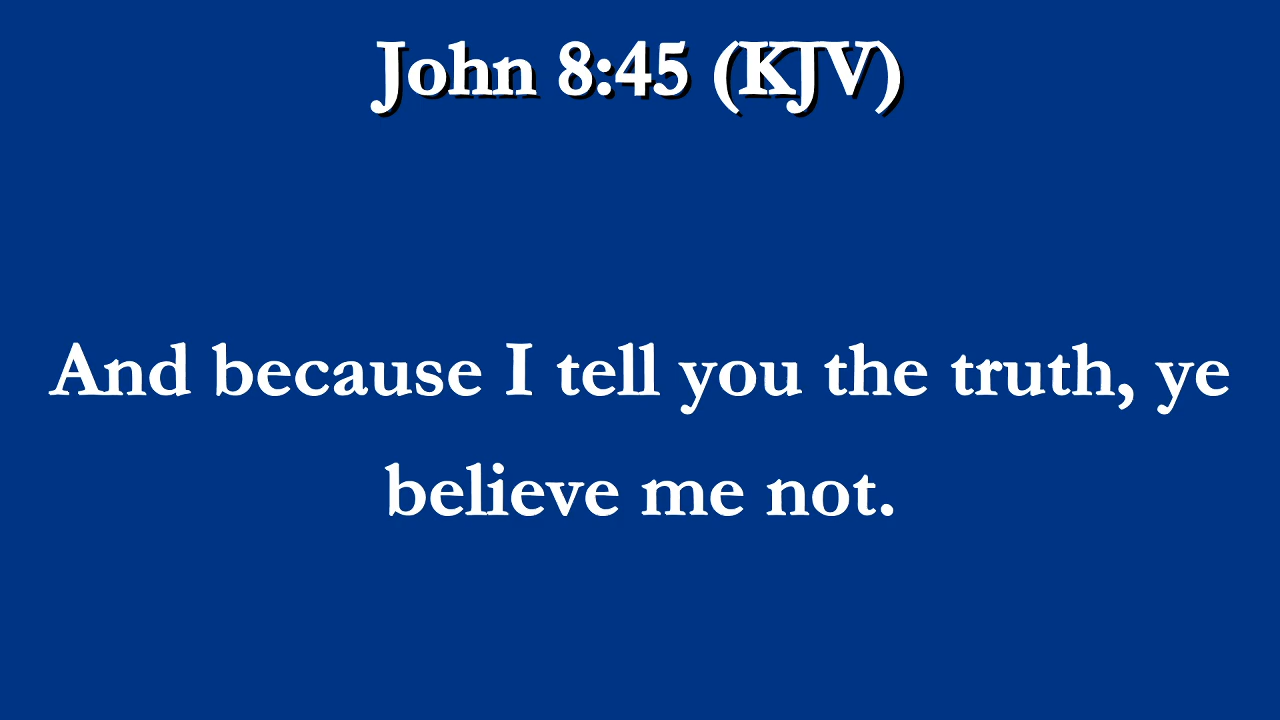 John 8:45 (KJV)
And because I tell you the truth, ye
believe me not.